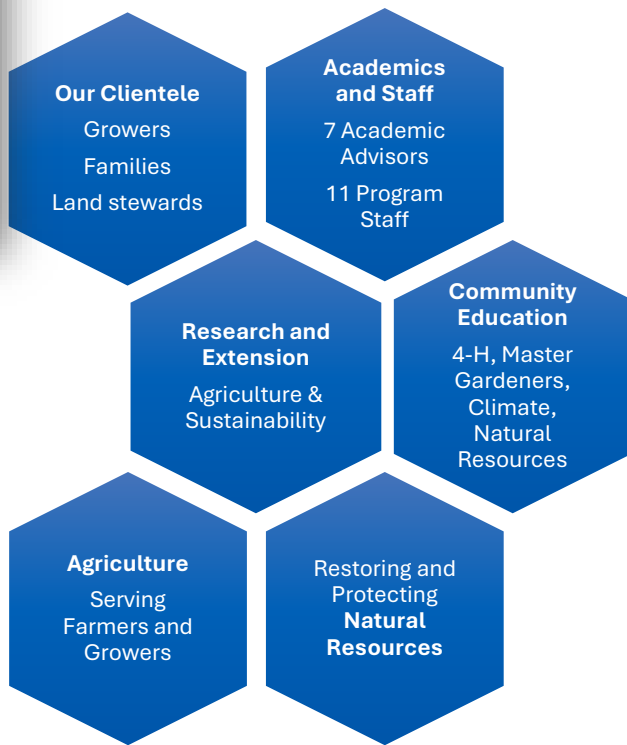 Our Clientele
Growers
Families
Land stewards
Academics
and Staff
7 Academic
Advisors
11 Program
Staff
Research and
Extension
Agriculture &
Sustainability
Community
Education
4-H, Master
Gardeners,
Climate,
Natural
Resources
Agriculture
Serving
Farmers and
Growers
Restoring and
Protecting
Natural
Resources